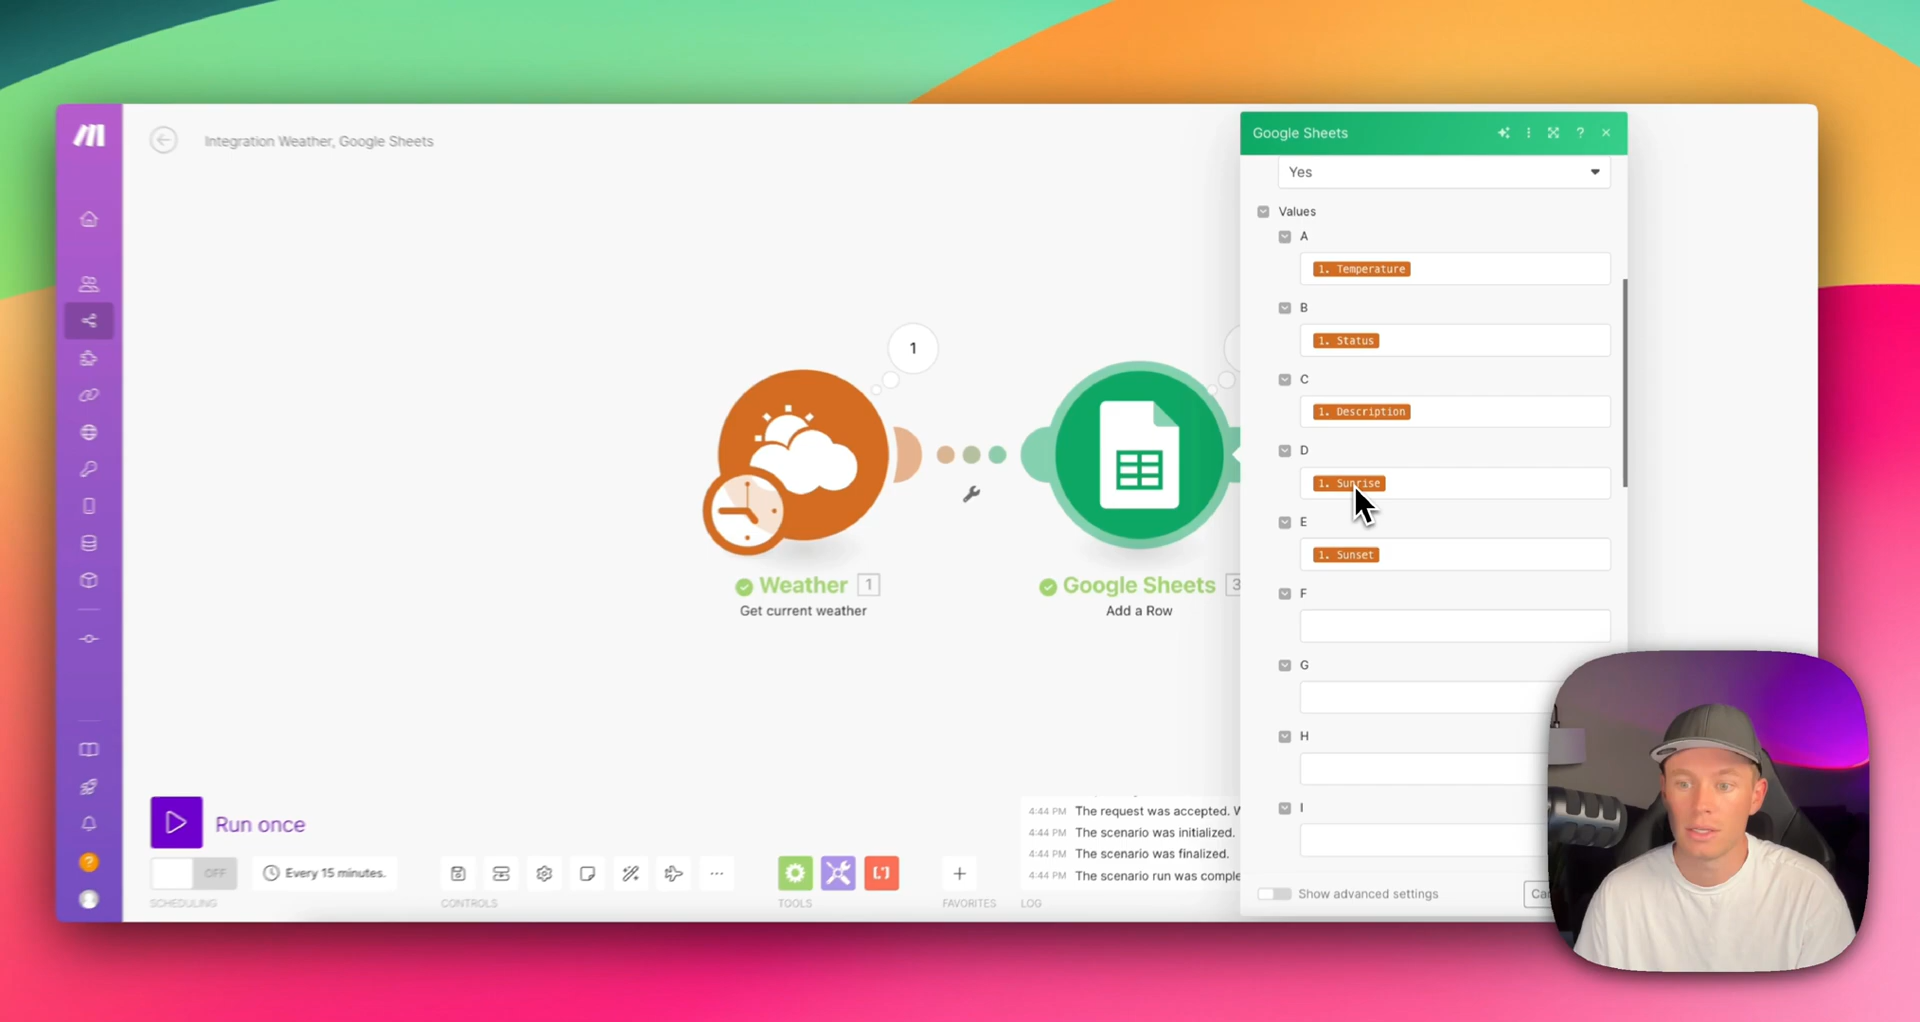 Integration Weather, Google Sheets
1
Weather 1
Get current weather
Google Sheets 3
Add a Row
Run once
OFF
Every 15 minutes.
SCHEDULING
CONTROLS
TOOLS
FAVORITES
LOG
4:44 PM The request was accepted. W
4:44 PM The scenario was initialized.
4:44 PM The scenario was finalized.
4:44 PM The scenario run was comple
Google Sheets
Yes
Values
A
1. Temperature
B
1. Status
C
1. Description
D
1. Sunrise
E
1. Sunset
F
G
H
I
Show advanced settings
Ca